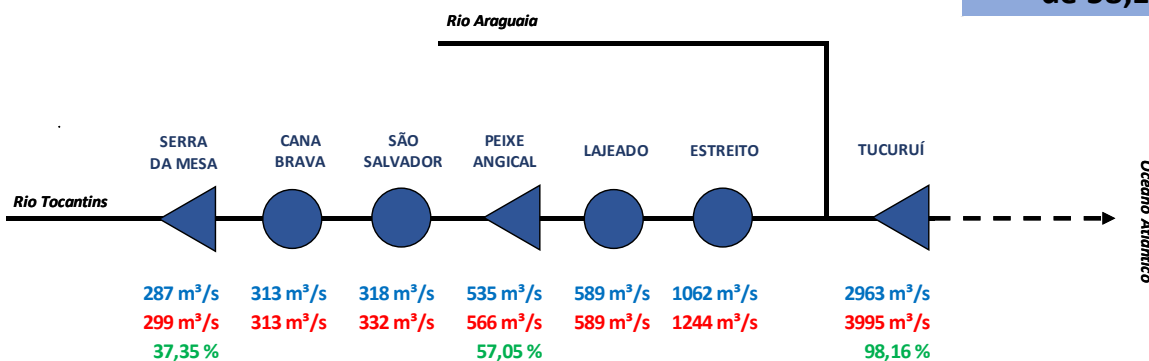 Rio Araguaia
SERRA
DA MESA
CANA
BRAVA
SÃO
SALVADOR
PEIXE
ANGICAL
LAJEADO
ESTREITO
TUCURUÍ
Rio Tocantins
Oceano Atlântico
287 m³/s 313 m³/s 318 m³/s 535 m³/s 589 m³/s 1062 m³/s 2963 m³/s
299 m³/s 313 m³/s 332 m³/s 566 m³/s 589 m³/s 1244 m³/s 3995 m³/s
37,35 % 57,05 % 98,16 %